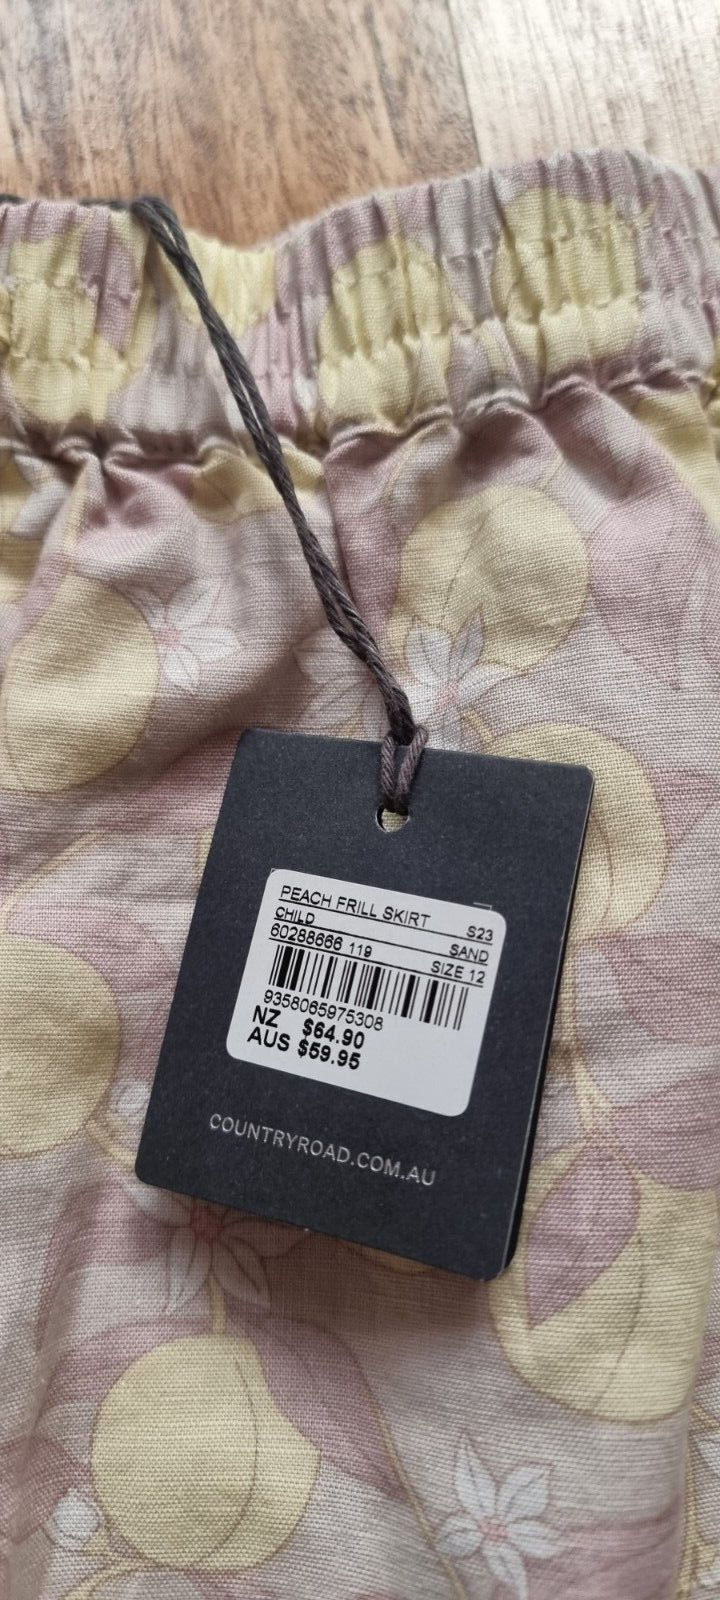 PEACH FRILL SKIRT S23
CHILD SAND
60288666 119 SIZE 12
9358065975308
NZ $64.90
AUS $59.95
COUNTRYROAD.COM.AU